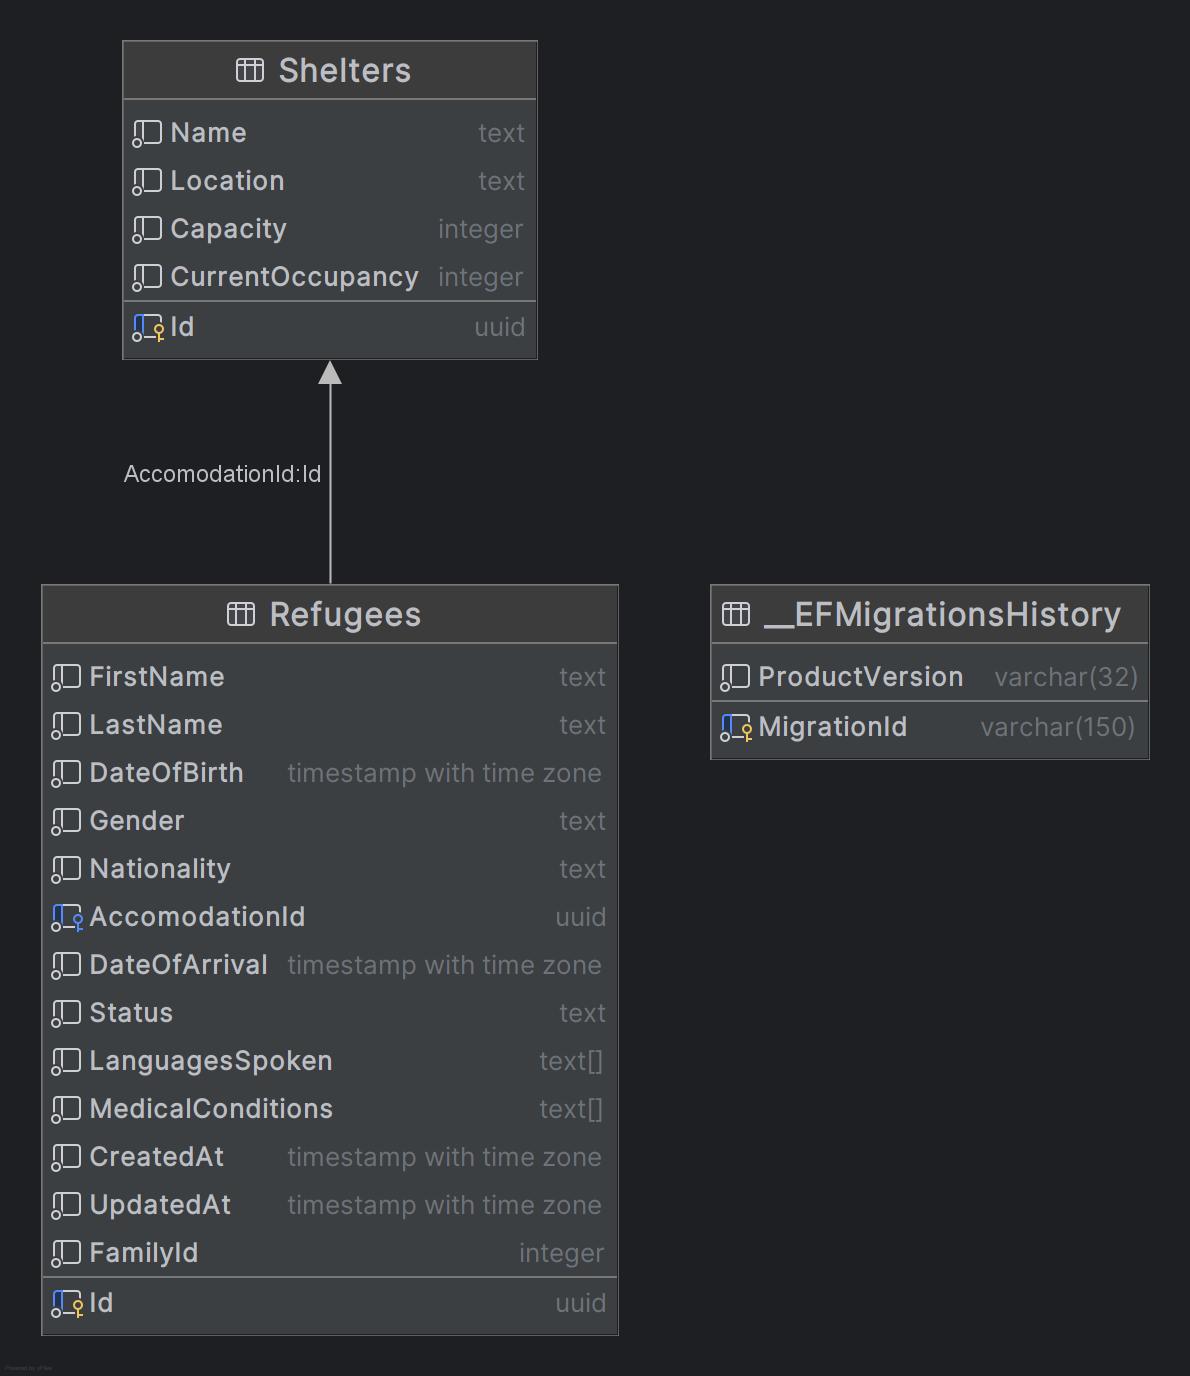 Shelters
Name text
Location text
Capacity integer
CurrentOccupancy integer
Id uuid
AccomodationId:Id
Refugees
FirstName text
LastName text
DateOfBirth timestamp with time zone
Gender text
Nationality text
AccomodationId uuid
DateOfArrival timestamp with time zone
Status text
LanguagesSpoken text[]
MedicalConditions text[]
CreatedAt timestamp with time zone
UpdatedAt timestamp with time zone
FamilyId integer
Id uuid
__EFMigrationsHistory
ProductVersion varchar(32)
MigrationId varchar(150)
Powered by yFiles